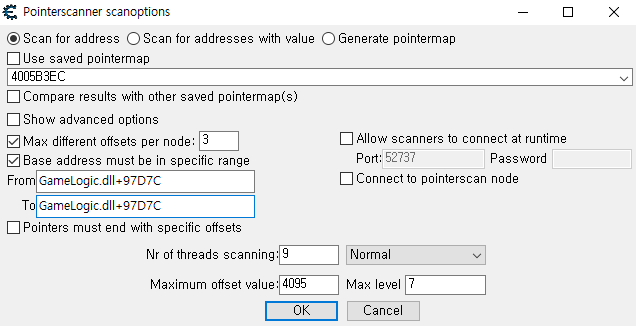 Pointerscanner scanoptions
Scan for address Scan for addresses with value Generate pointermap
Use saved pointermap
4005B3EC
Compare results with other saved pointermap(s)
Show advanced options
Max different offsets per node: 3 Allow scanners to connect at runtime
Port: 52737 Password
Base address must be in specific range
From GameLogic.dll+97D7C Connect to pointerscan node
To GameLogic.dll+97D7C
Pointers must end with specific offsets
Nr of threads scanning: 9 Normal
Maximum offset value: 4095 Max level 7
OK Cancel